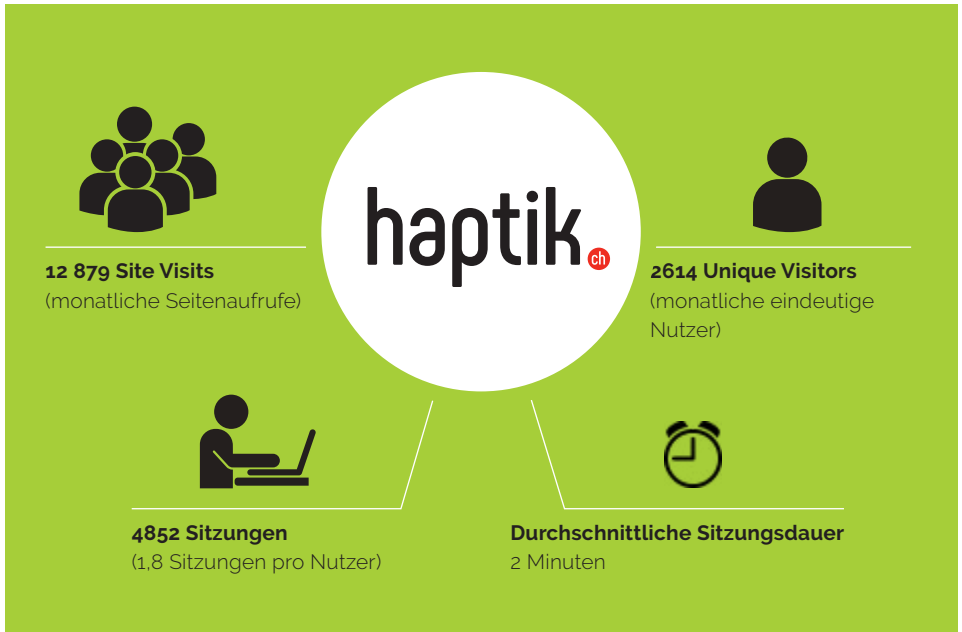 haptik.
ch
12 879 Site Visits
(monatliche Seitenaufrufe)
2614 Unique Visitors
(monatliche eindeutige
Nutzer)
4852 Sitzungen
(1,8 Sitzungen pro Nutzer)
Durchschnittliche Sitzungsdauer
2 Minuten